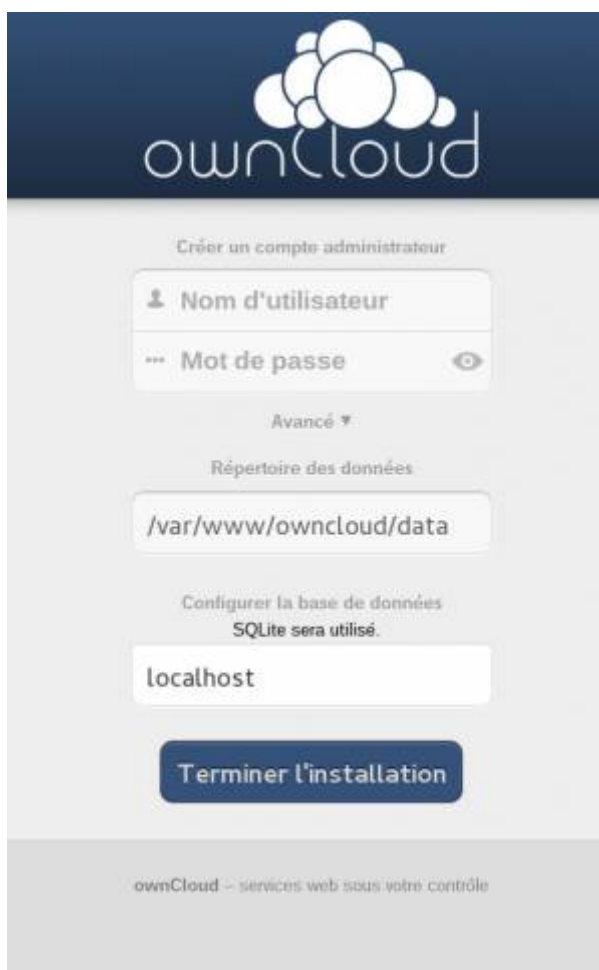 ownCloud
Créer un compte administrateur
Nom d'utilisateur
Mot de passe
Avancé ▼
Répertoire des données
/var/www/owncloud/data
Configurer la base de données
SQLite sera utilisé.
localhost
Terminer l'installation
ownCloud – services web sous votre contrôle